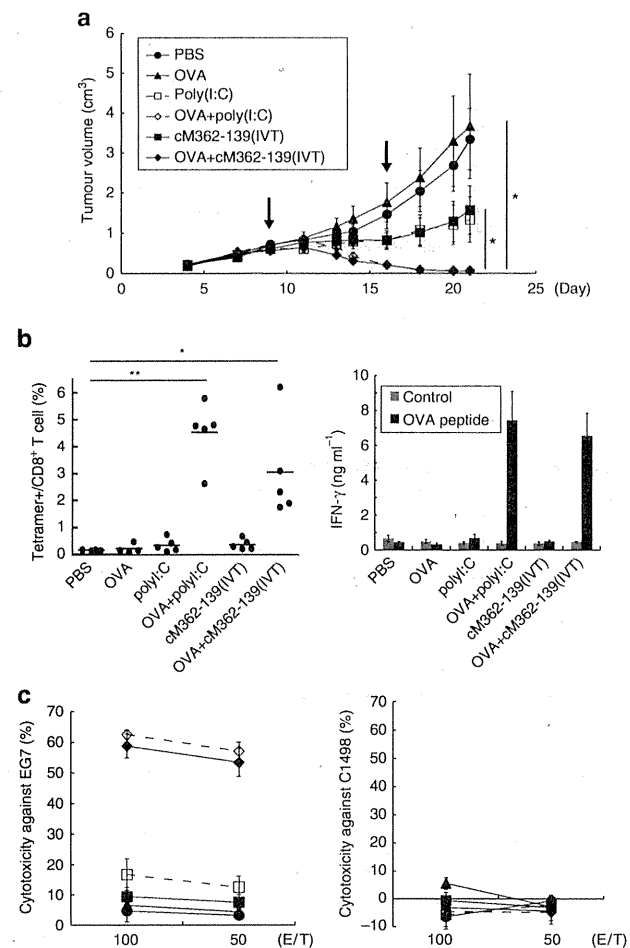 a
Tumour volume (cm³)
6
5
4
3
2
1
0
PBS
OVA
Poly(I:C)
OVA+poly(I:C)
cM362-139(IVT)
OVA+cM362-139(IVT)
*
*
0
5
10
15
20
25
(Day)
b
Tetramer+/CD8⁺ T cell (%)
*
**
6
5
4
3
2
1
0
PBS
OVA
polyI:C
OVA+polyI:C
cM362-139(IVT)
OVA+cM362-139(IVT)
IFN-γ (ng ml⁻¹)
10
8
6
4
2
0
Control
OVA peptide
PBS
OVA
polyI:C
OVA+polyI:C
cM362-139(IVT)
OVA+cM362-139(IVT)
c
Cytotoxicity against EG7 (%)
70
60
50
40
30
20
10
0
100
50
(E/T)
Cytotoxicity against C1498 (%)
70
60
50
40
30
20
10
0
−10
100
50
(E/T)